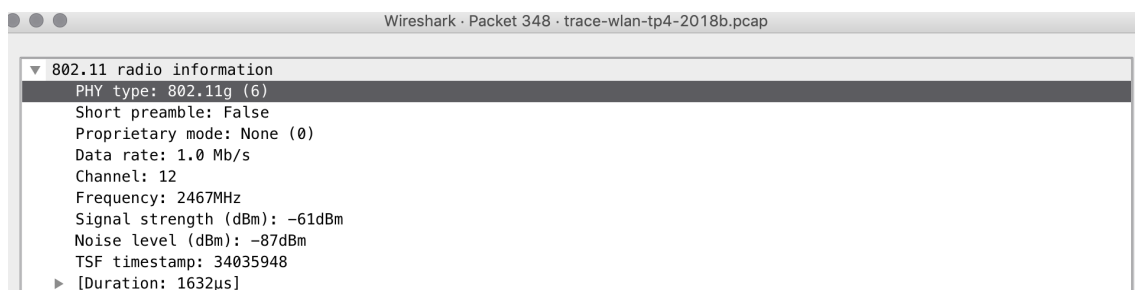 Wireshark · Packet 348 · trace-wlan-tp4-2018b.pcap
802.11 radio information
PHY type: 802.11g (6)
Short preamble: False
Proprietary mode: None (0)
Data rate: 1.0 Mb/s
Channel: 12
Frequency: 2467MHz
Signal strength (dBm): −61dBm
Noise level (dBm): −87dBm
TSF timestamp: 34035948
[Duration: 1632µs]